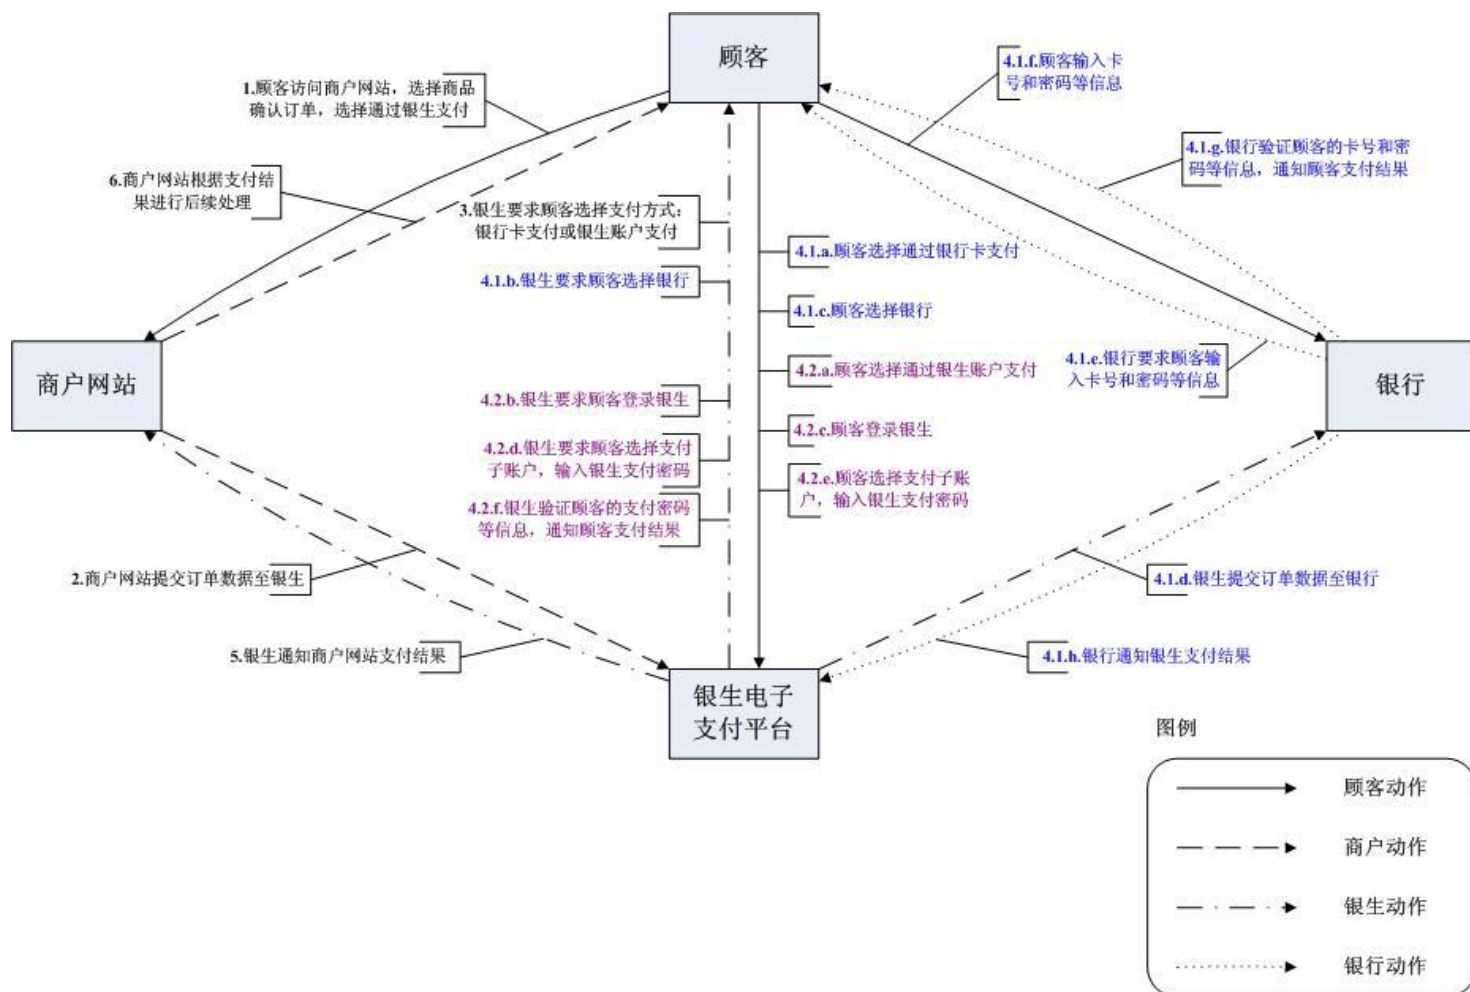 顾客
1.顾客访问商户网站，选择商品
确认订单，选择通过银生支付
4.1.f.顾客输入卡
号和密码等信息
6.商户网站根据支付结
果进行后续处理
4.1.g.银行验证顾客的卡号和密
码等信息，通知顾客支付结果
3.银生要求顾客选择支付方式：
银行卡支付或银生账户支付
4.1.a.顾客选择通过银行卡支付
4.1.b.银生要求顾客选择银行
4.1.c.顾客选择银行
商户网站
4.2.a.顾客选择通过银生账户支付
4.1.e.银行要求顾客输
入卡号和密码等信息
银行
4.2.b.银生要求顾客登录银生
4.2.c.顾客登录银生
4.2.d.银生要求顾客选择支付
子账户，输入银生支付密码
4.2.e.顾客选择支付子账
户，输入银生支付密码
4.2.f.银生验证顾客的支付密码
等信息，通知顾客支付结果
2.商户网站提交订单数据至银生
4.1.d.银生提交订单数据至银行
5.银生通知商户网站支付结果
4.1.h.银行通知银生支付结果
银生电子
支付平台
图例
顾客动作
商户动作
银生动作
银行动作